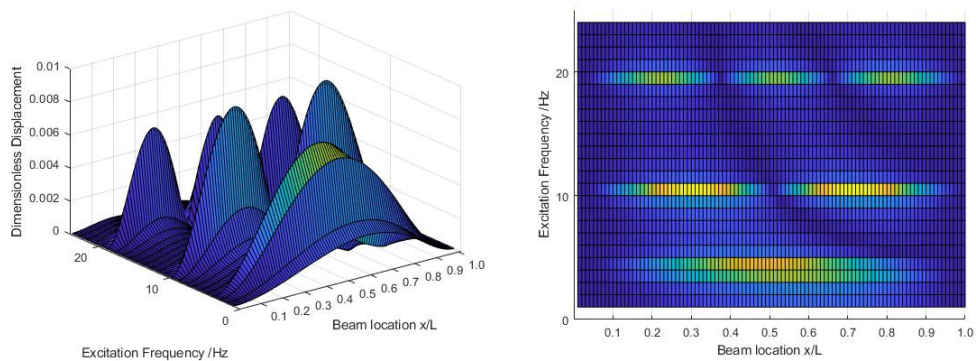 0.01
0.008
0.006
0.004
0.002
0
Dimensionless Displacement
20
10
0
Excitation Frequency /Hz
0.1 0.2 0.3 0.4 0.5 0.6 0.7 0.8 0.9 1.0
Beam location x/L
20
10
0
Excitation Frequency /Hz
0.1 0.2 0.3 0.4 0.5 0.6 0.7 0.8 0.9 1.0
Beam location x/L